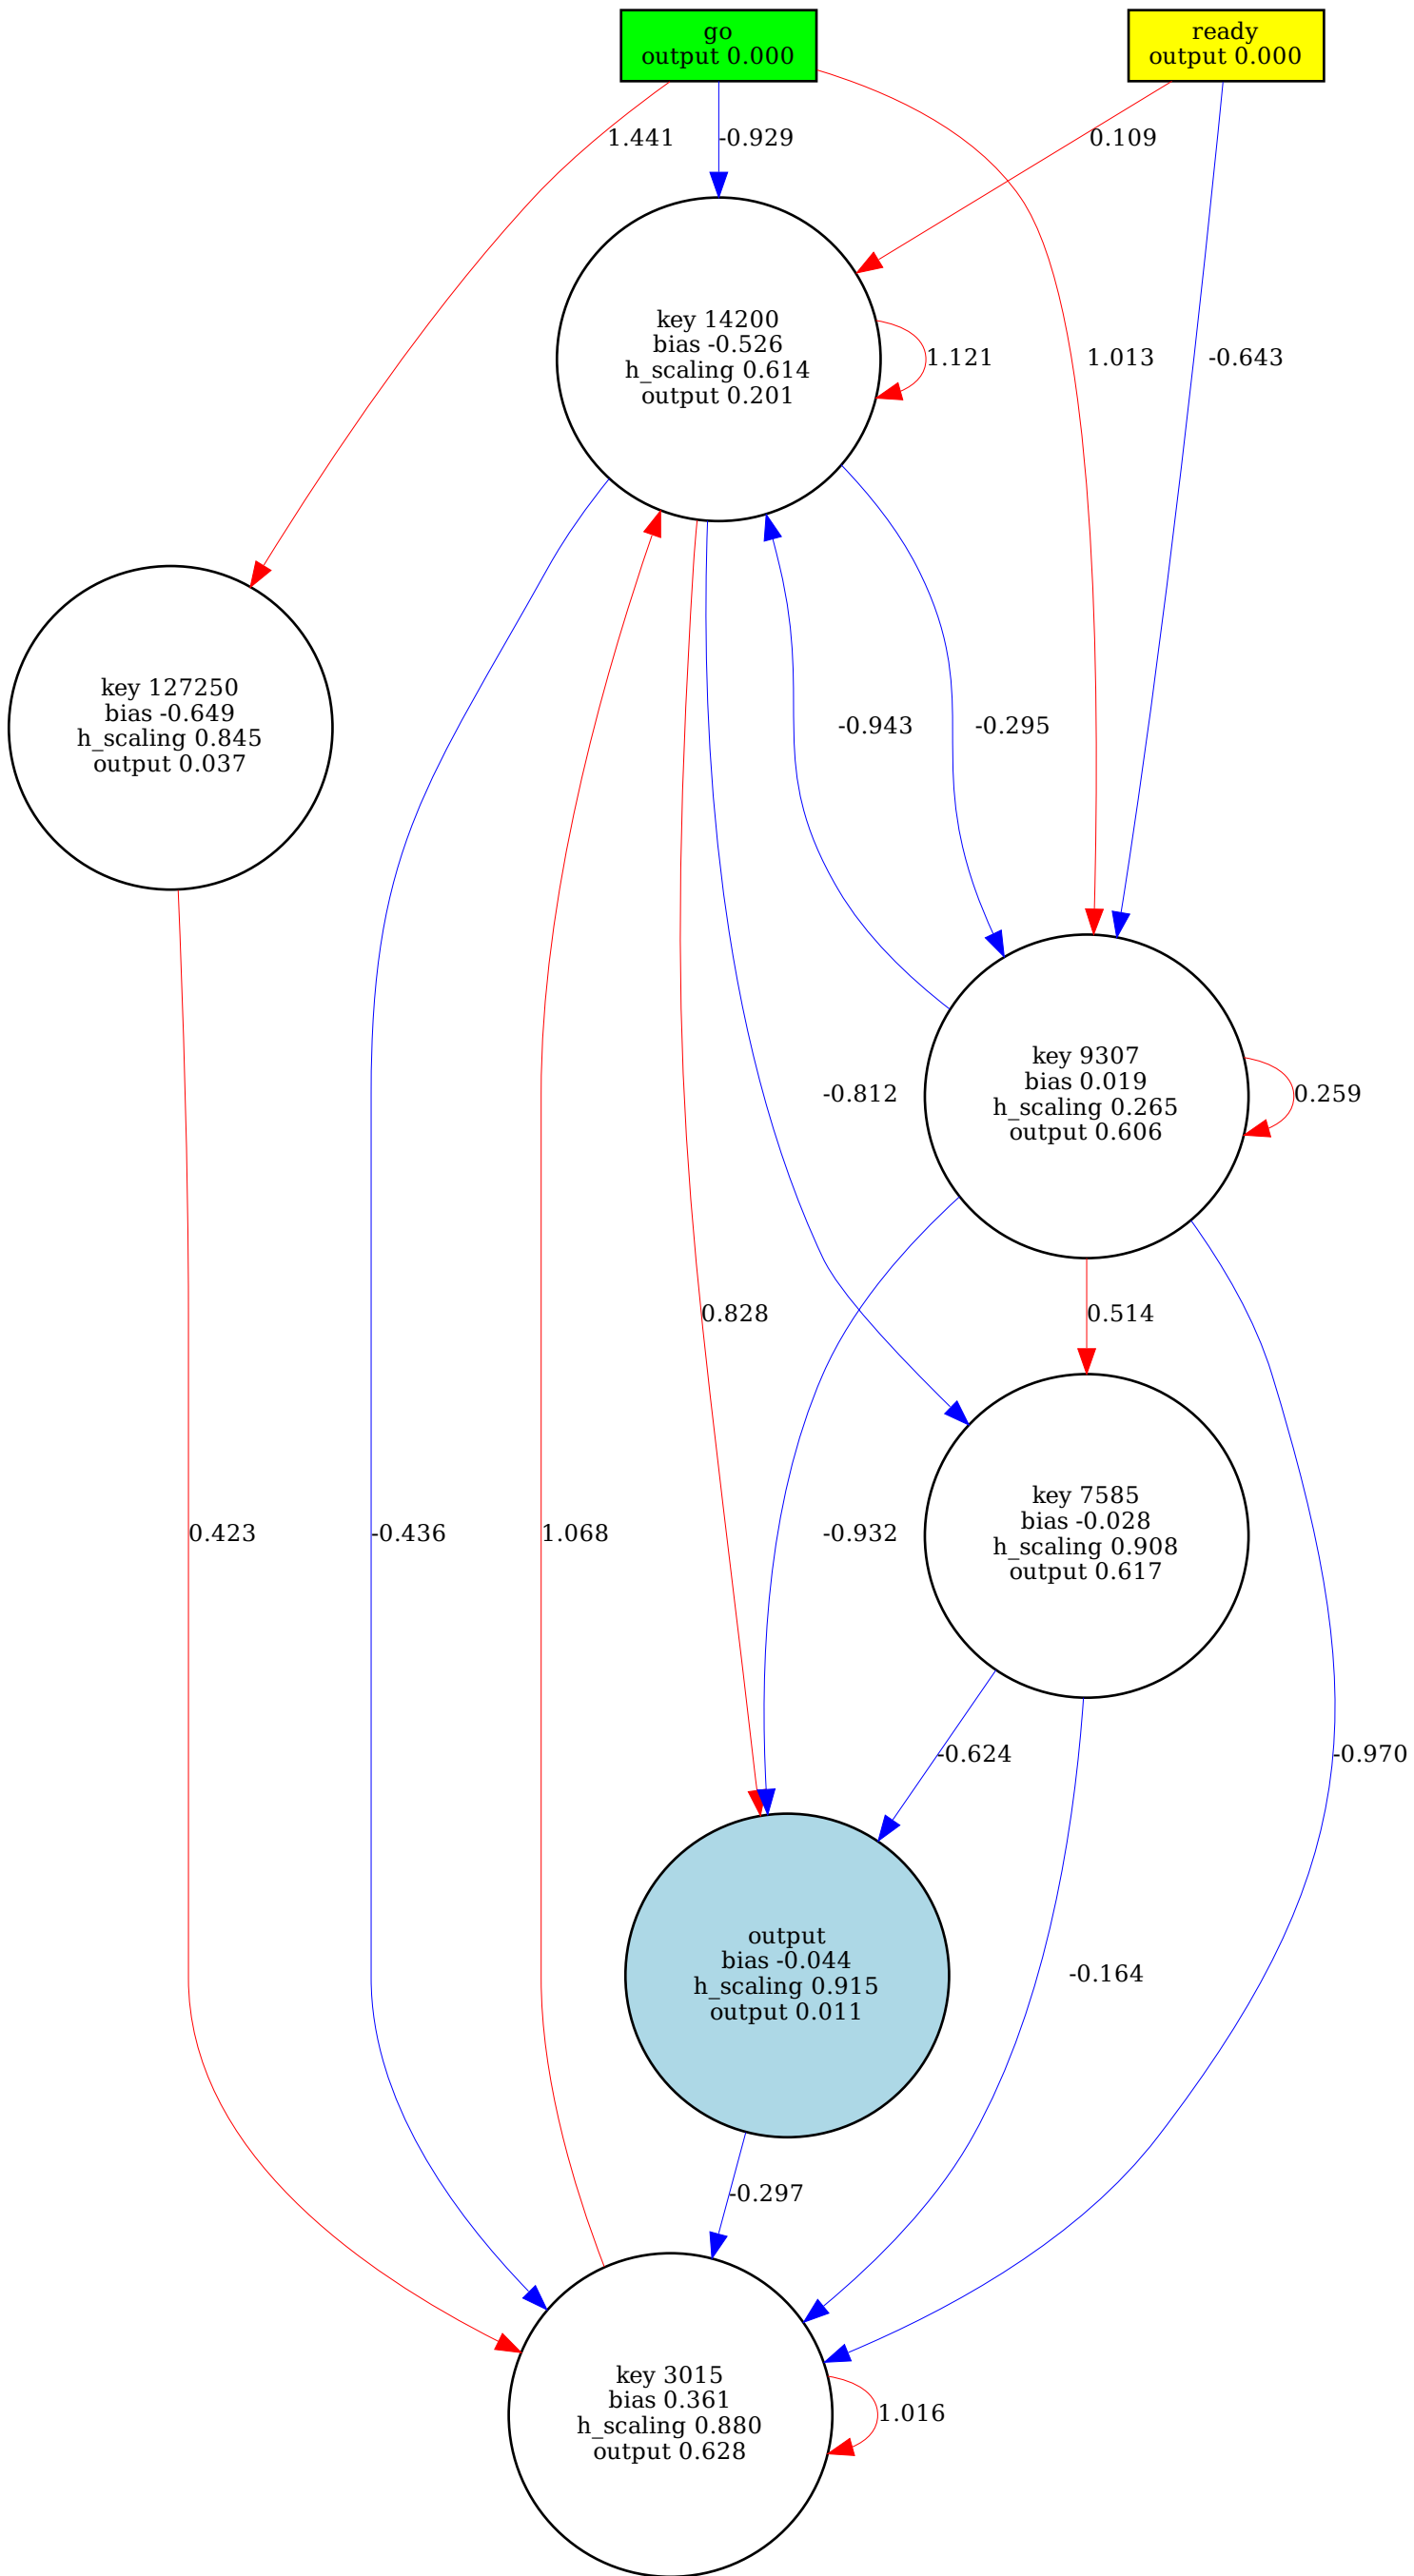 go
output 0.000
ready
output 0.000
1.441
-0.929
0.109
key 14200
bias -0.526
h_scaling 0.614
output 0.201
1.121
1.013
-0.643
key 127250
bias -0.649
h_scaling 0.845
output 0.037
-0.943
-0.295
key 9307
bias 0.019
h_scaling 0.265
output 0.606
-0.812
0.259
0.828
0.514
0.423
-0.436
1.068
-0.932
key 7585
bias -0.028
h_scaling 0.908
output 0.617
-0.624
-0.970
output
bias -0.044
h_scaling 0.915
output 0.011
-0.164
-0.297
key 3015
bias 0.361
h_scaling 0.880
output 0.628
1.016